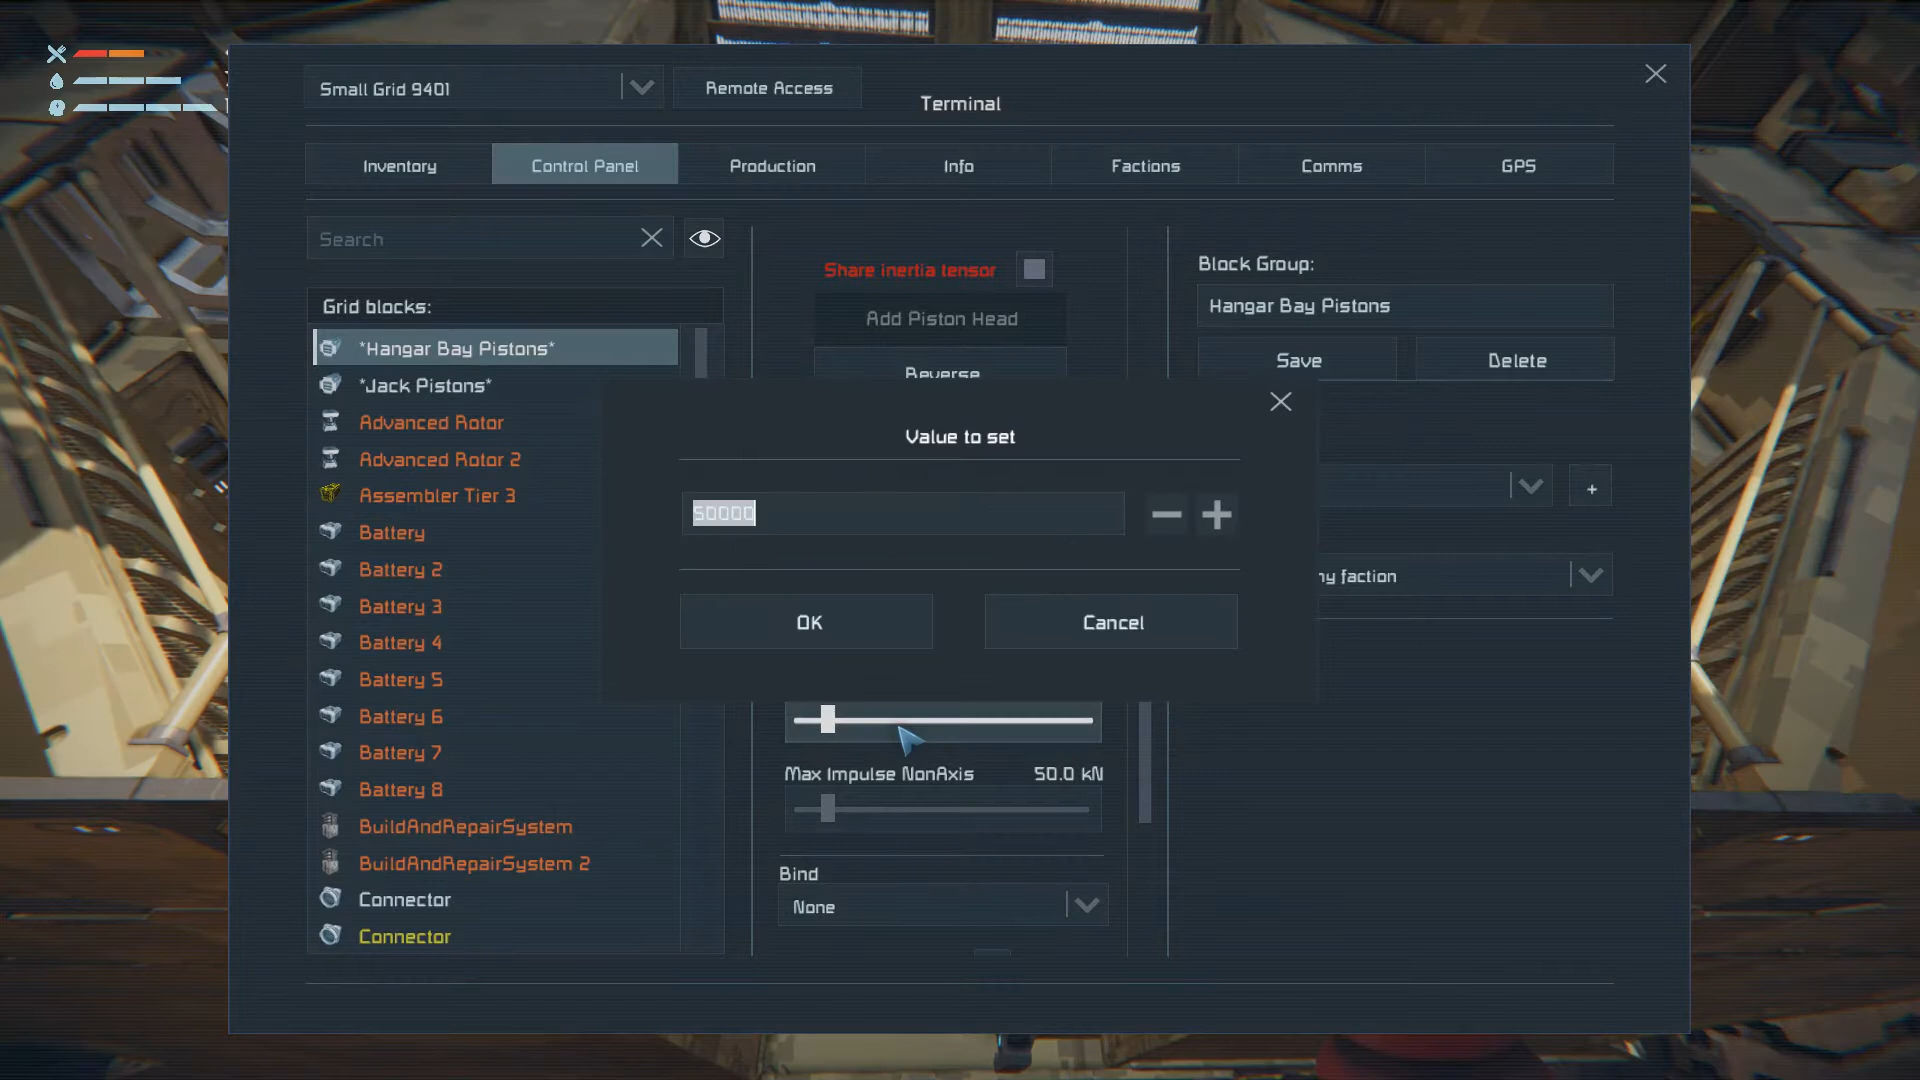 Small Grid 9401
Remote Access
Terminal
Inventory
Control Panel
Production
Info
Factions
Comms
GPS
Search
Grid blocks:
*Hangar Bay Pistons*
*Jack Pistons*
Advanced Rotor
Advanced Rotor 2
Assembler Tier 3
Battery
Battery 2
Battery 3
Battery 4
Battery 5
Battery 6
Battery 7
Battery 8
BuildAndRepairSystem
BuildAndRepairSystem 2
Connector
Connector
Share inertia tensor
Add Piston Head
Reverse
Block Group:
Hangar Bay Pistons
Save
Delete
+
Value to set
50000
OK
Cancel
ny faction
Max Impulse NonAxis 50.0 kN
Bind
None